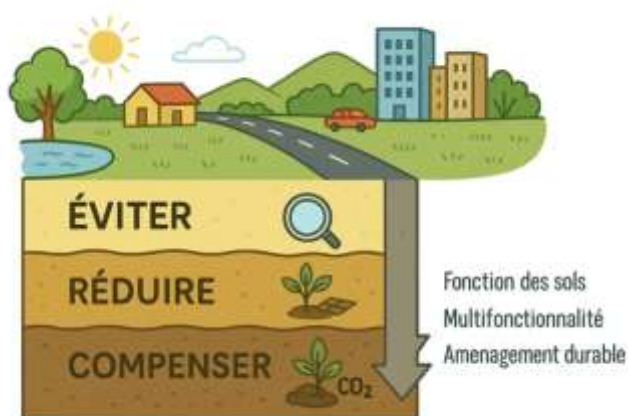 ÉVITER
RÉDUIRE
COMPENSER
CO₂
Fonction des sols
Multifonctionnalité
Amenagement durable